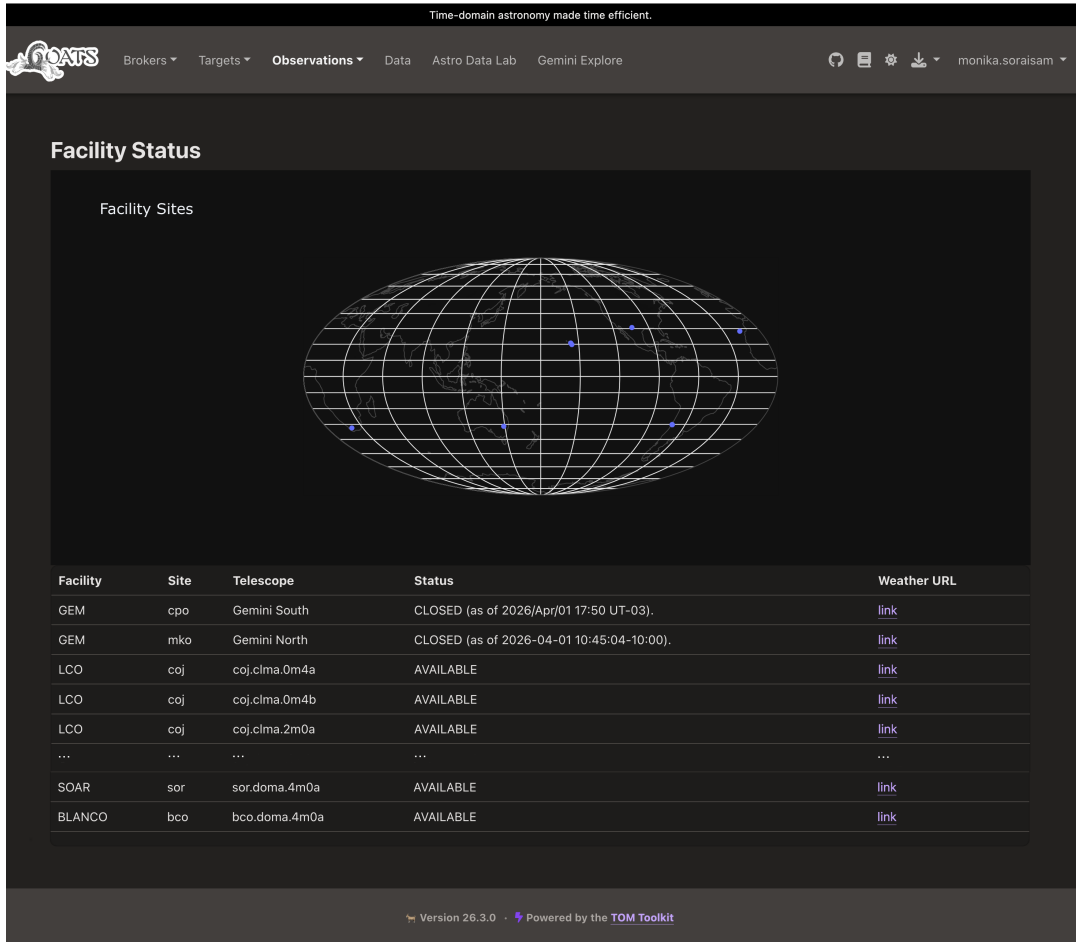 Time-domain astronomy made time efficient.
GOATS Brokers Targets Observations Data Astro Data Lab Gemini Explore monika.soraisam
Facility Status
Facility Sites
Facility Site Telescope Status Weather URL
GEM cpo Gemini South CLOSED (as of 2026/Apr/01 17:50 UT-03). link
GEM mko Gemini North CLOSED (as of 2026-04-01 10:45:04-10:00). link
LCO coj coj.clma.0m4a AVAILABLE link
LCO coj coj.clma.0m4b AVAILABLE link
LCO coj coj.clma.2m0a AVAILABLE link
... ... ... ... ...
SOAR sor sor.doma.4m0a AVAILABLE link
BLANCO bco bco.doma.4m0a AVAILABLE link
Version 26.3.0 · Powered by the TOM Toolkit